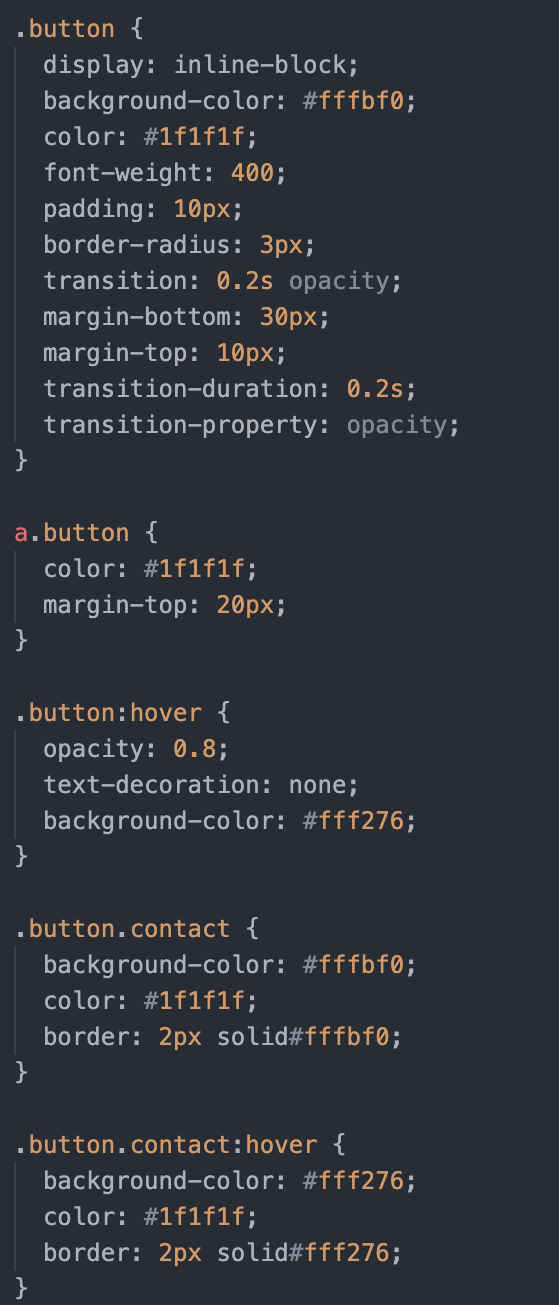 .button {
  display: inline-block;
  background-color: #fffbf0;
  color: #1f1f1f;
  font-weight: 400;
  padding: 10px;
  border-radius: 3px;
  transition: 0.2s opacity;
  margin-bottom: 30px;
  margin-top: 10px;
  transition-duration: 0.2s;
  transition-property: opacity;
}

a.button {
  color: #1f1f1f;
  margin-top: 20px;
}

.button:hover {
  opacity: 0.8;
  text-decoration: none;
  background-color: #fff276;
}

.button.contact {
  background-color: #fffbf0;
  color: #1f1f1f;
  border: 2px solid#fffbf0;
}

.button.contact:hover {
  background-color: #fff276;
  color: #1f1f1f;
  border: 2px solid#fff276;
}